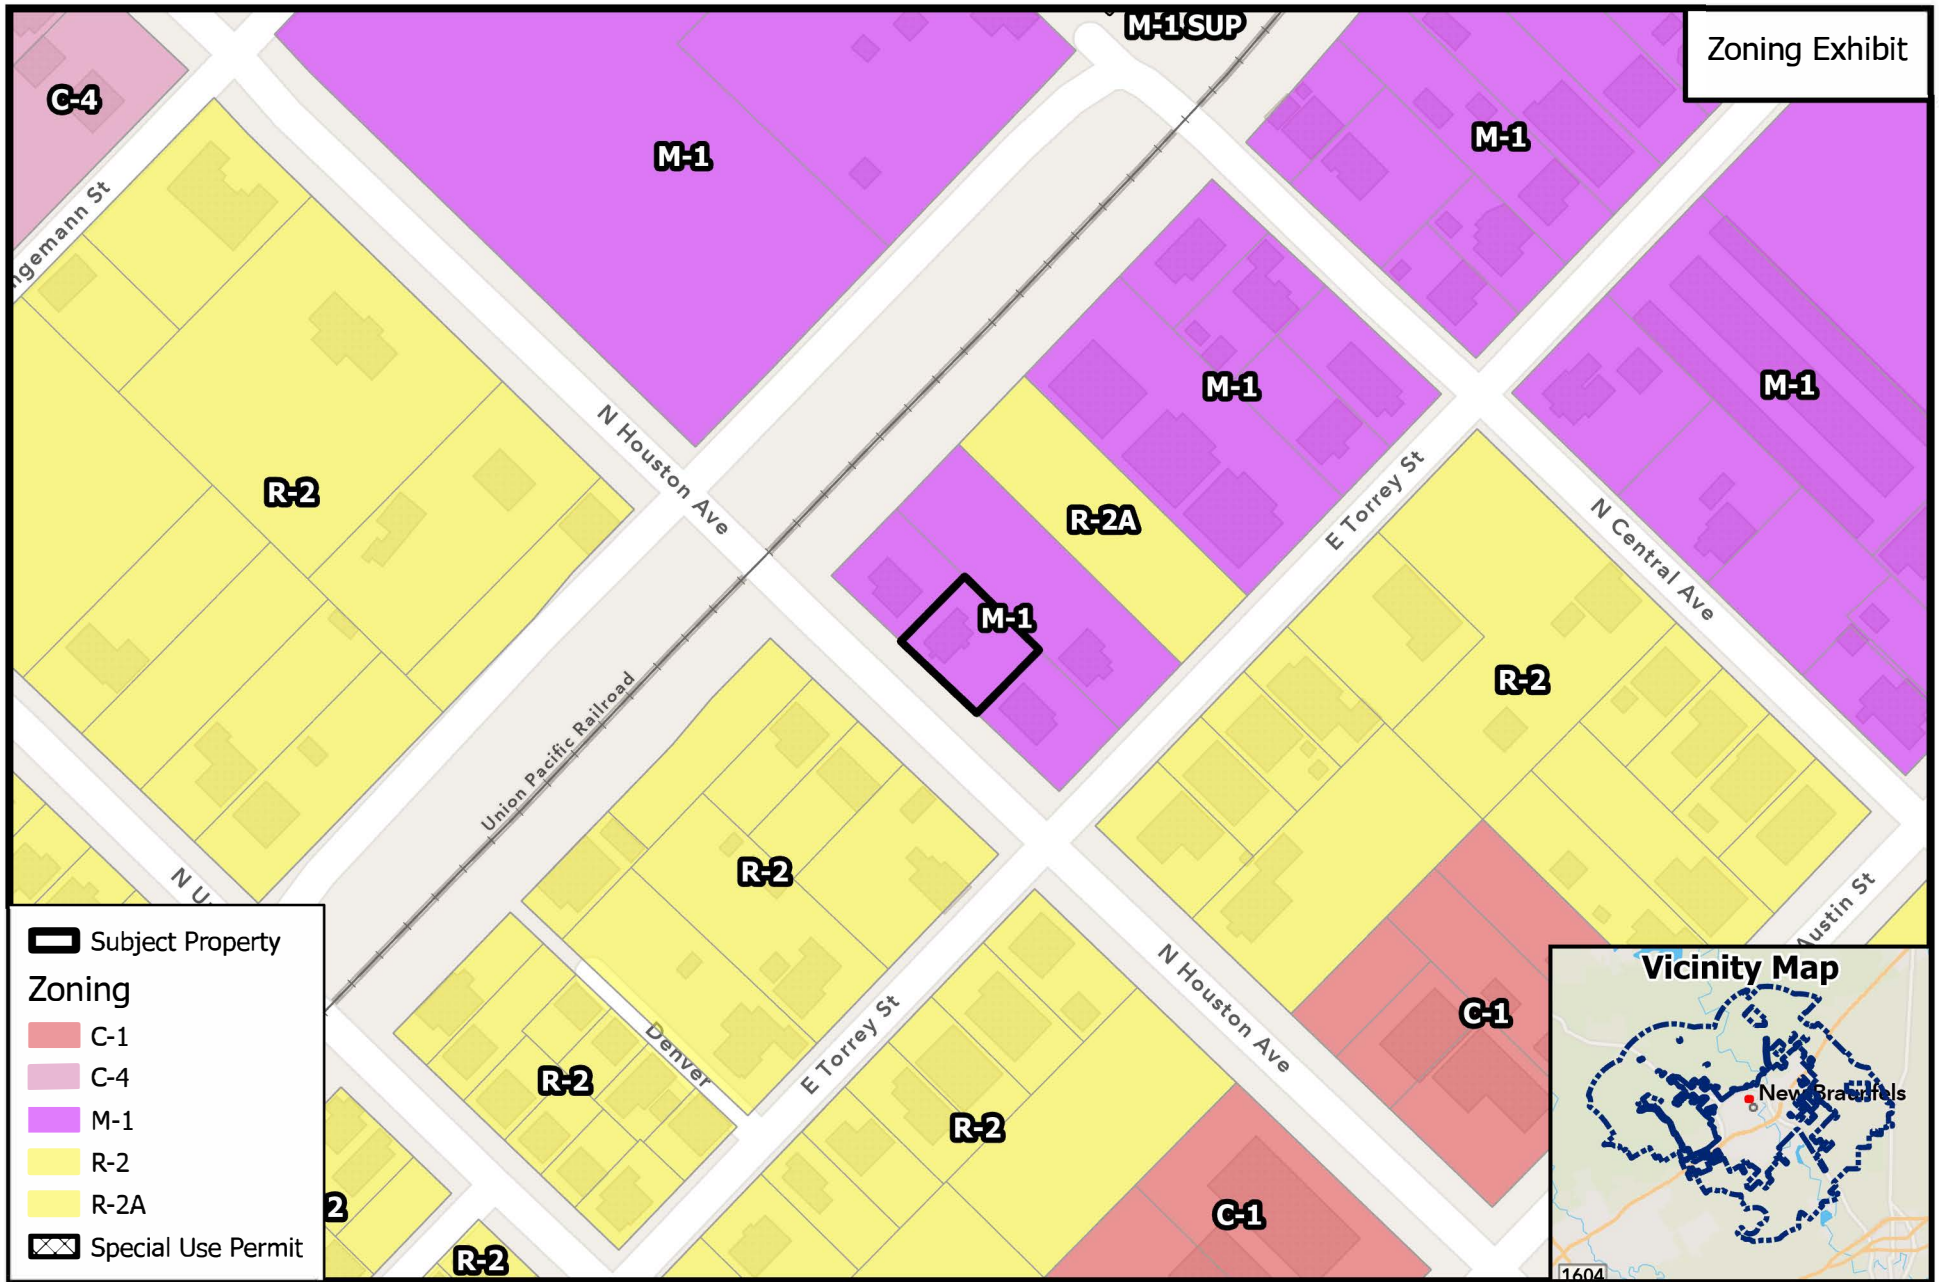 M-1 SUP
Zoning Exhibit
C-4
M-1
M-1
ngemann St
M-1
M-1
N Houston Ave
R-2
R-2A
E Torrey St
N Central Ave
M-1
R-2
Union Pacific Railroad
R-2
N U
Austin St
N Houston Ave
C-1
E Torrey St
Denver
R-2
R-2
C-1
2
R-2
Subject Property
Zoning
C-1
C-4
M-1
R-2
R-2A
Special Use Permit
Vicinity Map
New Braunfels
1604